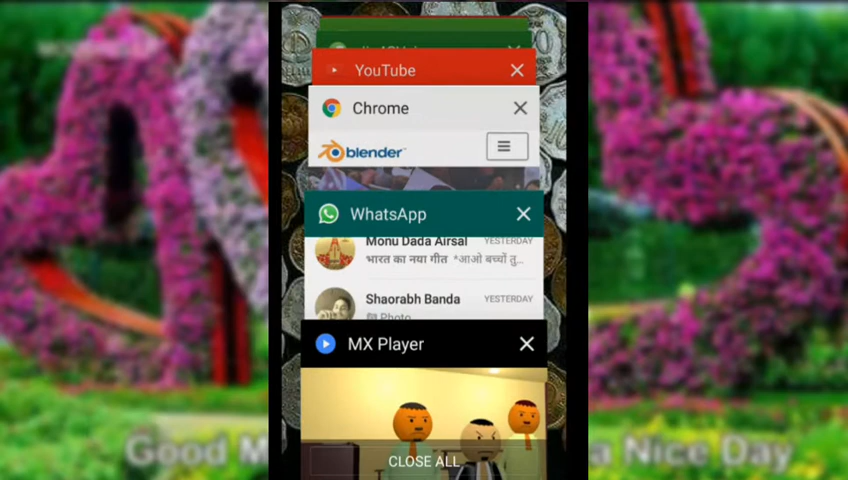 YouTube
Chrome
blender
WhatsApp
Monu Dada Airsal YESTERDAY
भारत का नया गीत *आओ बच्चों तु...
Shaorabh Banda YESTERDAY
Photo
MX Player
CLOSE ALL
Good M
a Nice Day